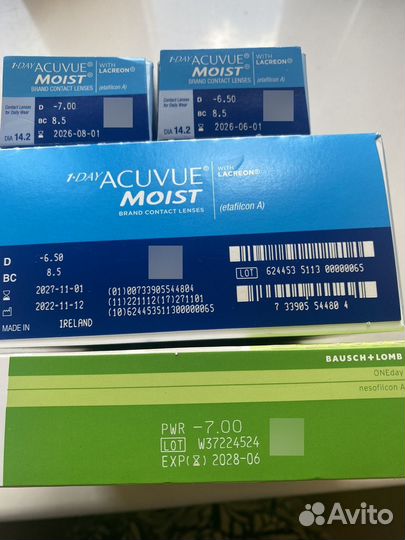 1-DAY ACUVUE®
MOIST®
BRAND CONTACT LENSES
WITH
LACREON®
(etafilcon A)
Contact Lenses
for Daily Wear
D -7.00
BC 8.5
DIA 14.2
2026-08-01
1-DAY ACUVUE®
MOIST®
BRAND CONTACT LENSES
WITH
LACREON®
(etafilcon A)
Contact Lenses
for Daily Wear
D -6.50
BC 8.5
DIA 14.2
2026-06-01
1-DAY ACUVUE®
MOIST®
BRAND CONTACT LENSES
WITH
LACREON®
(etafilcon A)
D -6.50
BC 8.5
2027-11-01
2022-11-12
MADE IN IRELAND
(01)00733905544804
(11)221112(17)271101
(10)62445351130000065
LOT 624453 5113 00000065
7 33905 54480 4
BAUSCH+LOMB
ONEday
nesofilcon A
PWR -7.00
LOT W37224524
EXP 2028-06
Avito